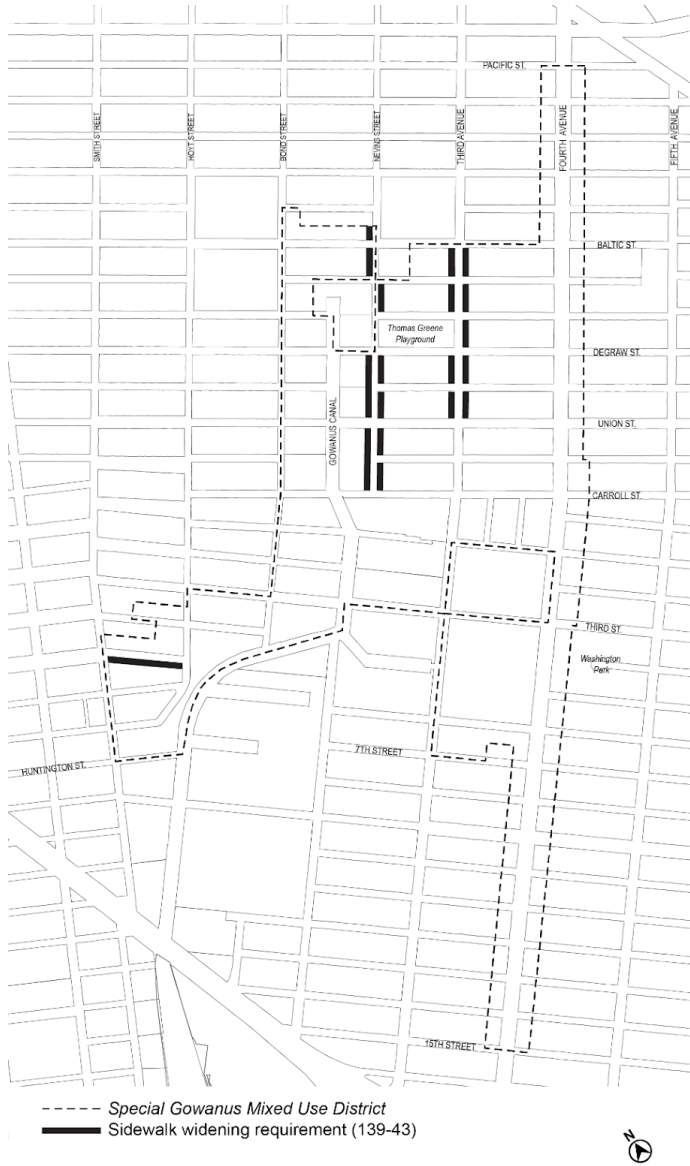 PACIFIC ST.
SMITH STREET
HOYT STREET
BOND STREET
NEVINS STREET
THIRD AVENUE
FOURTH AVENUE
FIFTH AVENUE
BALTIC ST.
Thomas Greene
Playground
DEGRAW ST.
GOWANUS CANAL
UNION ST.
CARROLL ST.
THIRD ST.
Washington
Park
7TH STREET
HUNTINGTON ST.
15TH STREET
Special Gowanus Mixed Use District
Sidewalk widening requirement (139-43)
N